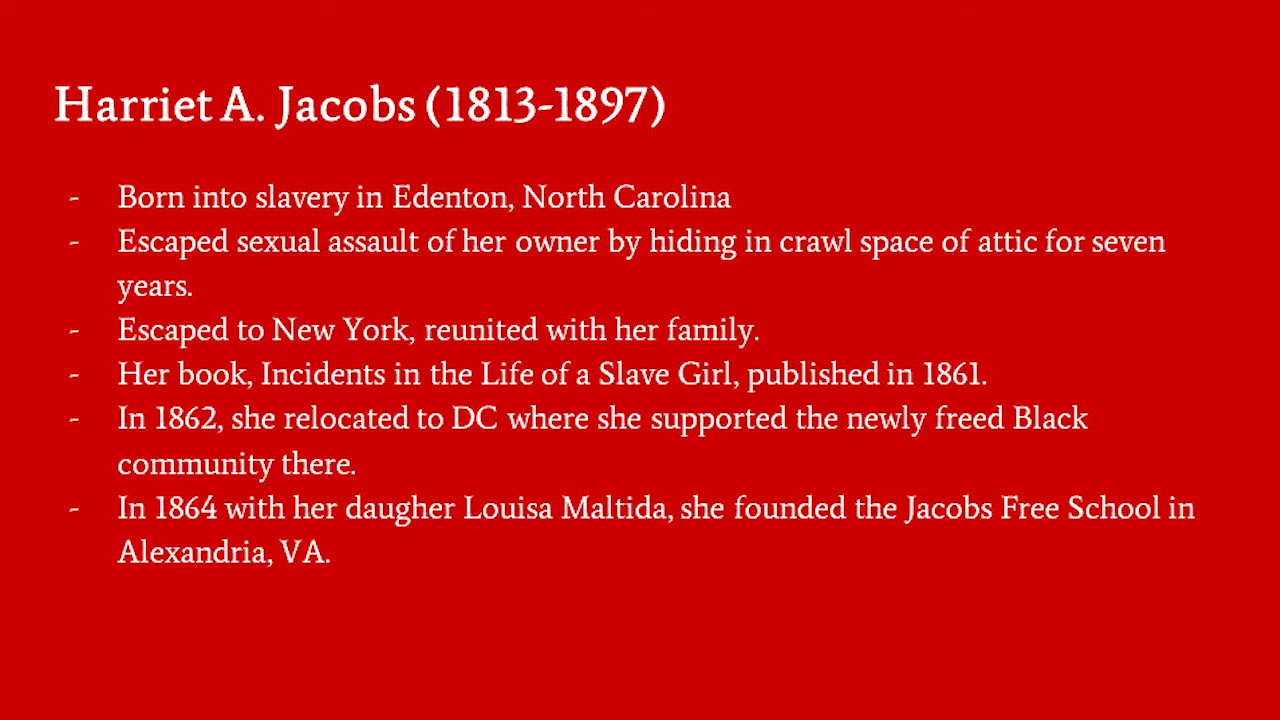 Harriet A. Jacobs (1813-1897)
- Born into slavery in Edenton, North Carolina
- Escaped sexual assault of her owner by hiding in crawl space of attic for seven
years.
- Escaped to New York, reunited with her family.
- Her book, Incidents in the Life of a Slave Girl, published in 1861.
- In 1862, she relocated to DC where she supported the newly freed Black
community there.
- In 1864 with her daugher Louisa Maltida, she founded the Jacobs Free School in
Alexandria, VA.